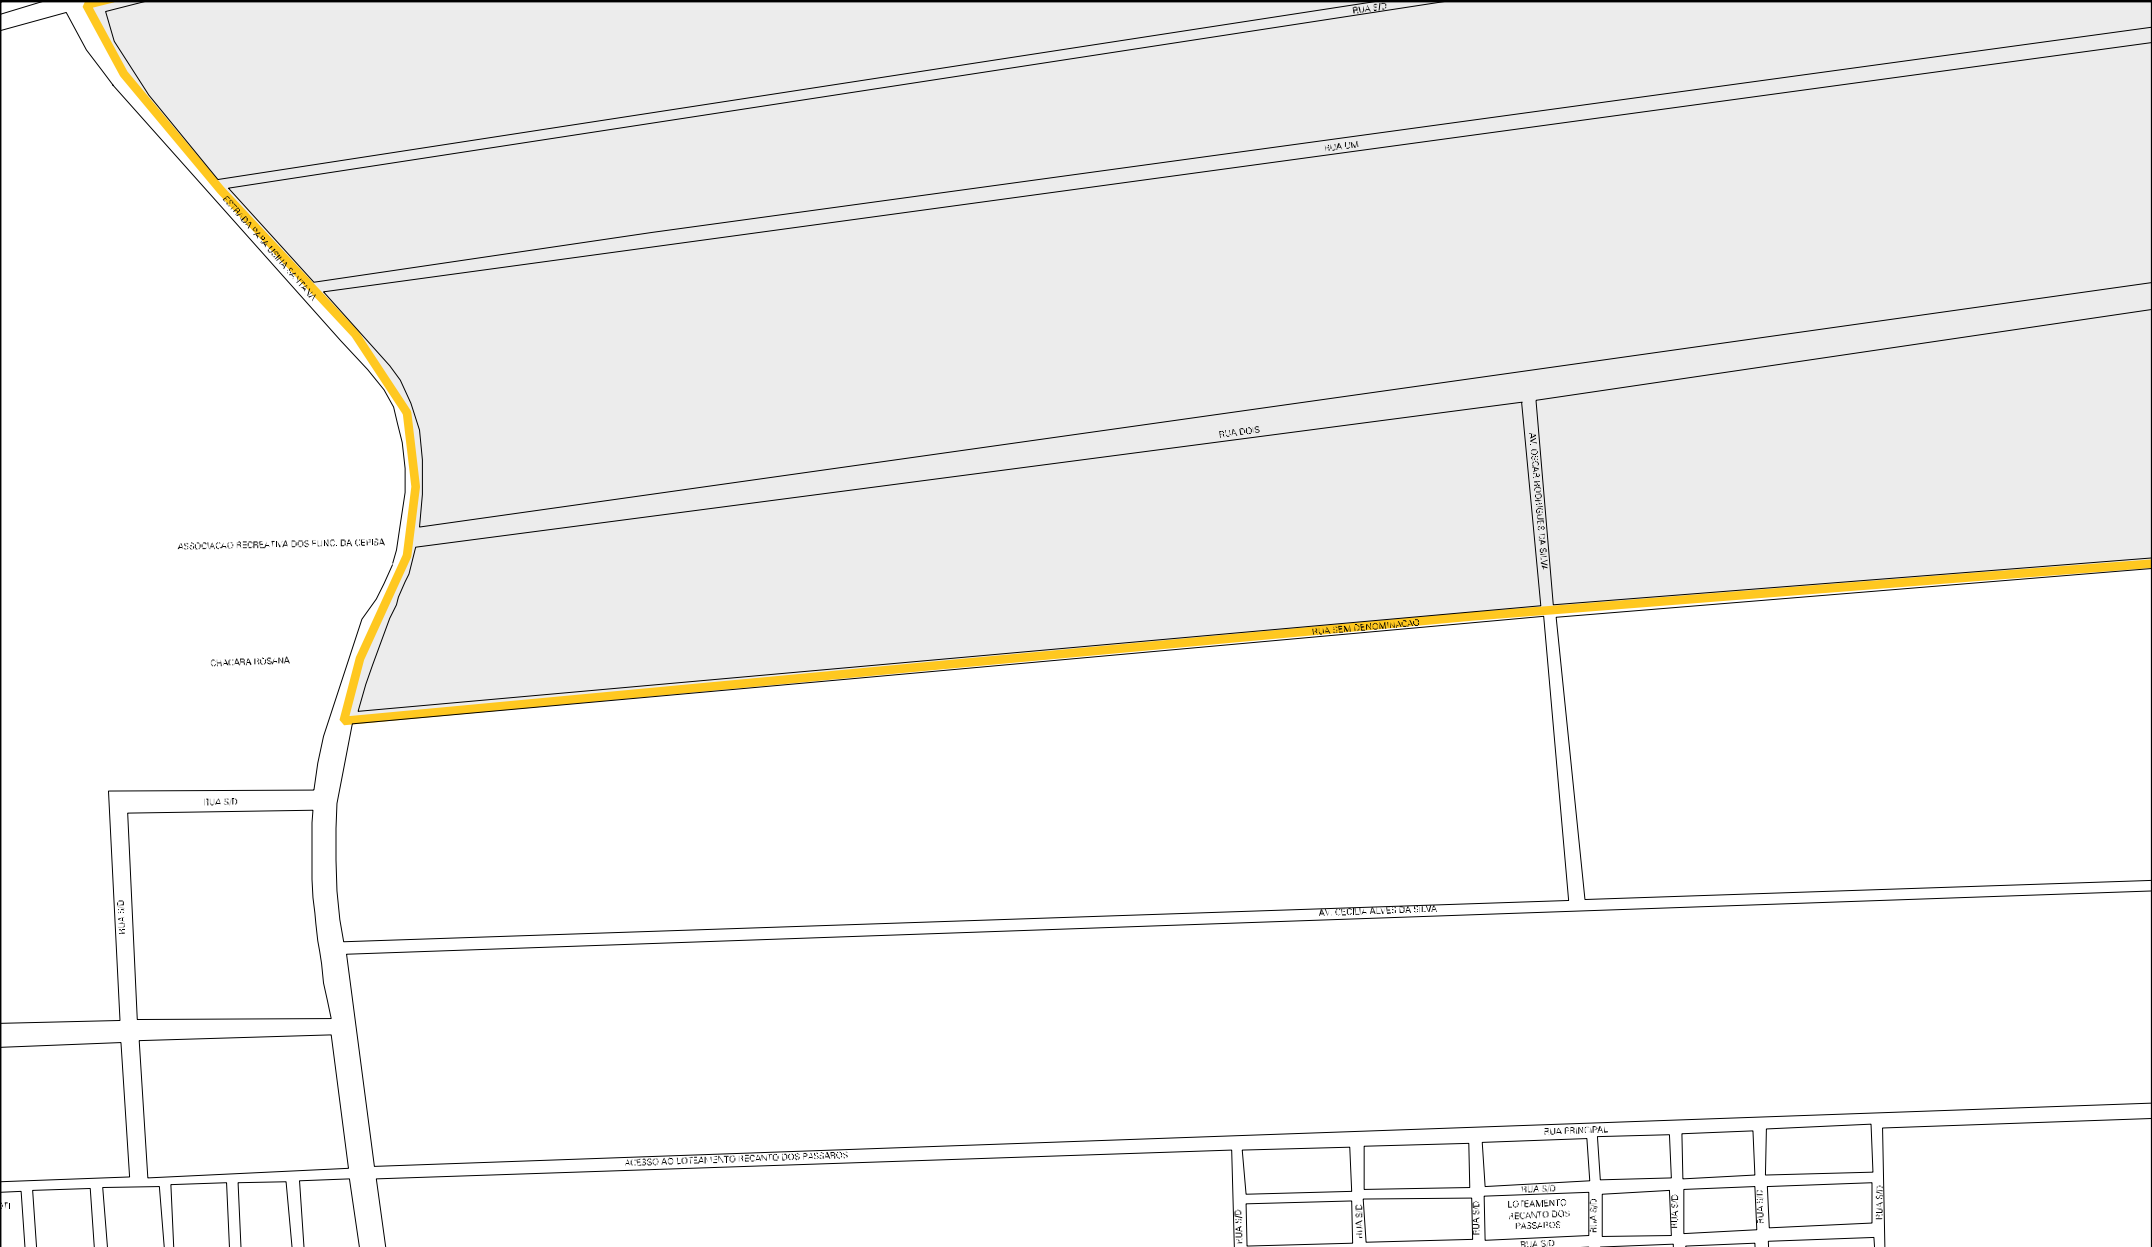 RUA S/D
RUA UM
ESTRADA PARA USINA SANTANA
RUA DOIS
AV. OSCAR RODRIGUES DA SILVA
ASSOCIACAO RECREATIVA DOS FUNC. DA CEPISA
RUA SEM DENOMINACAO
CHACARA ROSANA
RUA S/D
RUA S/D
AV. CECILIA ALVES DA SILVA
RUA PRINCIPAL
ACESSO AO LOTEAMENTO RECANTO DOS PASSAROS
RUA S/D
LOTEAMENTO
RECANTO DOS
PASSAROS
RUA S/D
RUA S/D
RUA S/D
RUA S/D
RUA S/D
RUA S/D
RUA S/D
RUA S/D